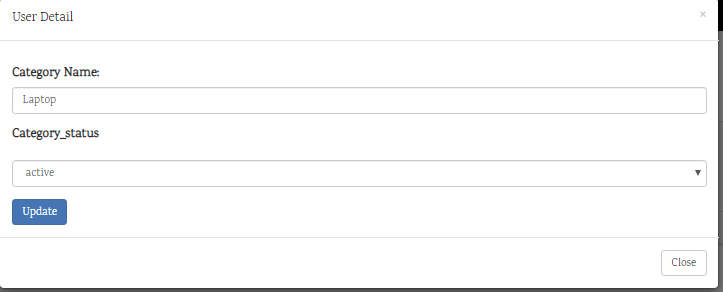 User Detail
×
Category Name:
Laptop
Category_status
active
Update
Close